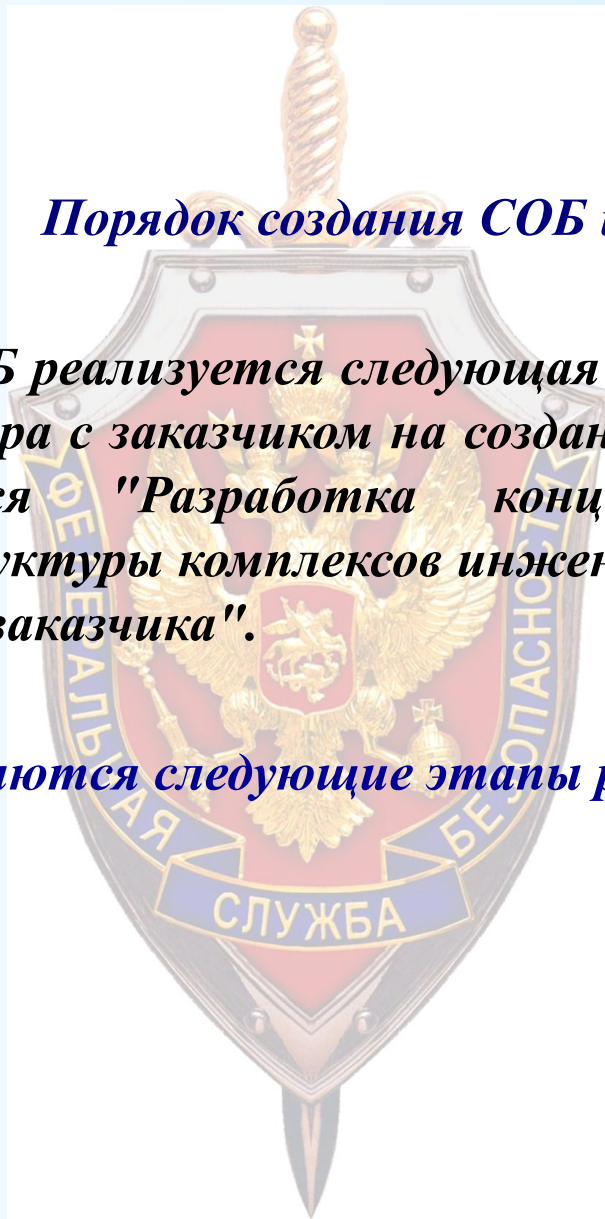 Порядок создания СОБ
Б реализуется следующая
ра с заказчиком на создан
ся "Разработка конц
уктуры комплексов инжен
заказчика".
ются следующие этапы р
ФЕДЕРАЛЬНАЯ
СЛУЖБА
БЕЗОПАСНОСТИ